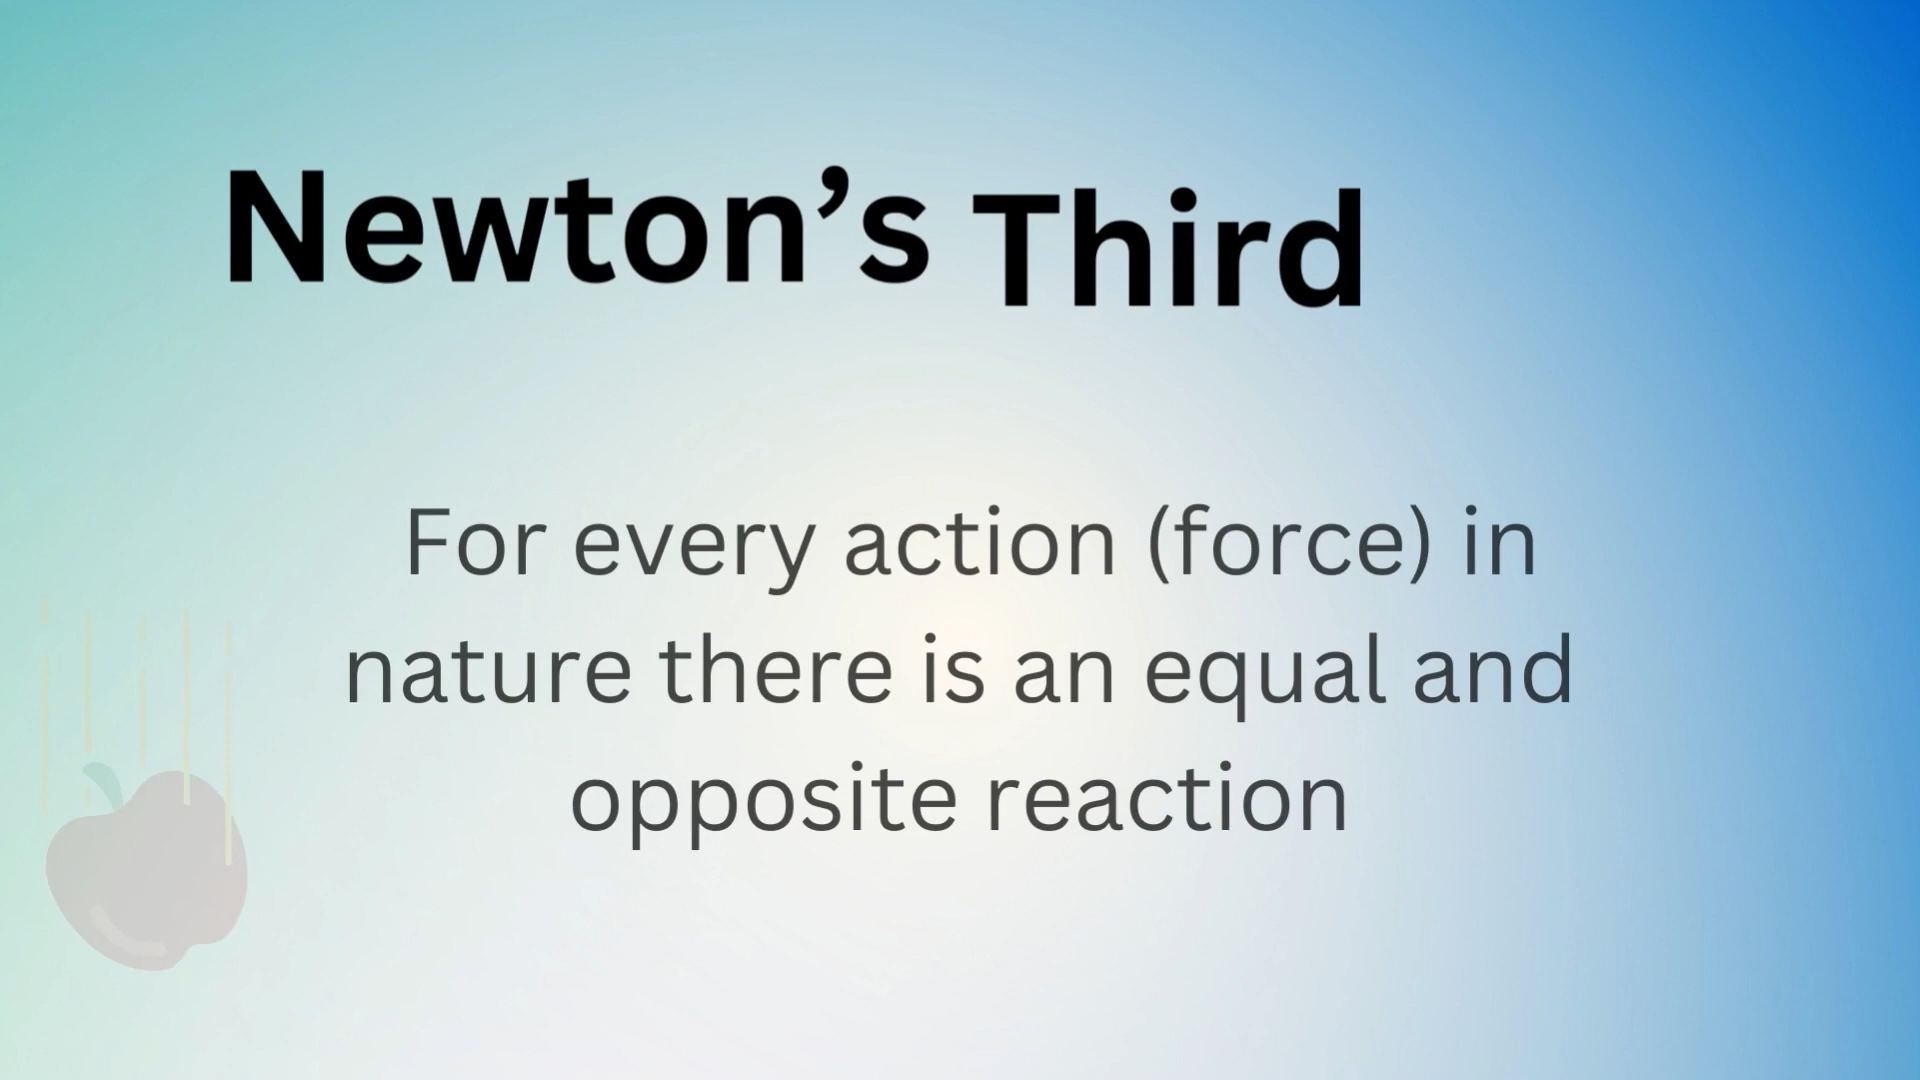 Newton’s Third
For every action (force) in
nature there is an equal and
opposite reaction